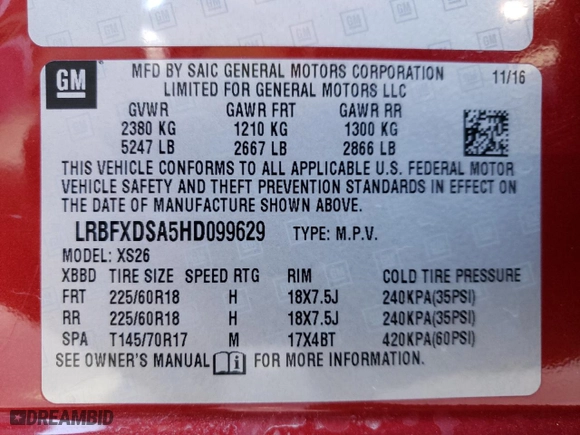 GM
MFD BY SAIC GENERAL MOTORS CORPORATION 11/16
LIMITED FOR GENERAL MOTORS LLC
GVWR GAWR FRT GAWR RR
2380 KG 1210 KG 1300 KG
5247 LB 2667 LB 2866 LB
THIS VEHICLE CONFORMS TO ALL APPLICABLE U.S. FEDERAL MOTOR
VEHICLE SAFETY AND THEFT PREVENTION STANDARDS IN EFFECT ON
THE DATE OF MANUFACTURE SHOWN ABOVE.
LRBFXDSA5HD099629 TYPE: M.P.V.
MODEL: XS26
XBBD TIRE SIZE SPEED RTG RIM COLD TIRE PRESSURE
FRT 225/60R18 H 18X7.5J 240KPA(35PSI)
RR 225/60R18 H 18X7.5J 240KPA(35PSI)
SPA T145/70R17 M 17X4BT 420KPA(60PSI)
SEE OWNER'S MANUAL FOR MORE INFORMATION
DREAMBID